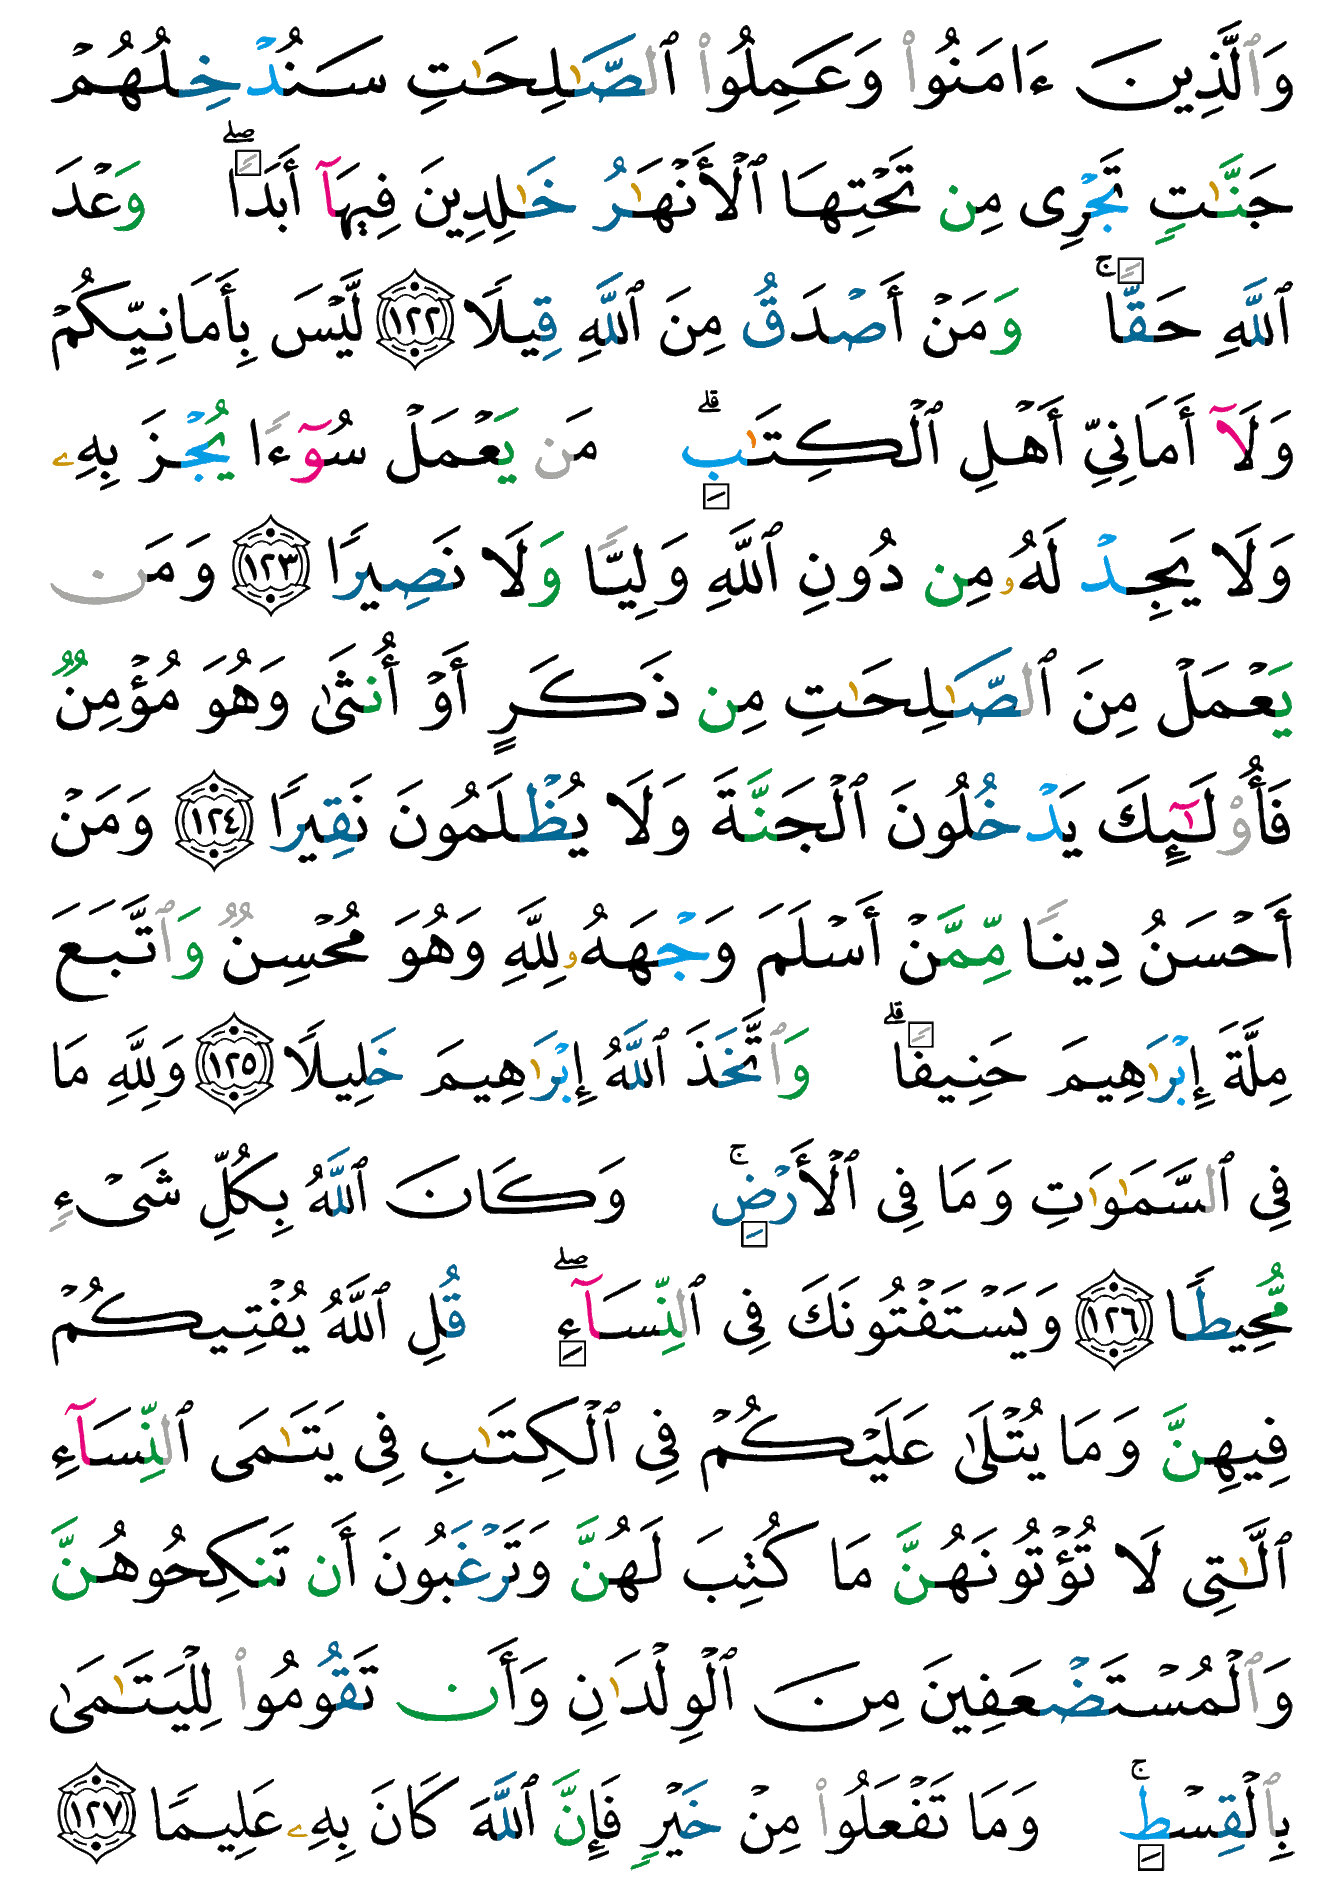 وَٱلَّذِينَ ءَامَنُوا۟ وَعَمِلُوا۟ ٱلصَّـٰلِحَـٰتِ سَنُدْخِلُهُمْ
جَنَّـٰتٍ تَجْرِى مِن تَحْتِهَا ٱلْأَنْهَـٰرُ خَـٰلِدِينَ فِيهَآ أَبَدًا ۖ وَعْدَ
ٱللَّهِ حَقًّا ۚ وَمَنْ أَصْدَقُ مِنَ ٱللَّهِ قِيلًا ١٢٢ لَّيْسَ بِأَمَانِيِّكُمْ
وَلَآ أَمَانِىِّ أَهْلِ ٱلْكِتَـٰبِ ۗ مَن يَعْمَلْ سُوٓءًا يُجْزَ بِهِۦ
وَلَا يَجِدْ لَهُۥ مِن دُونِ ٱللَّهِ وَلِيًّا وَلَا نَصِيرًا ١٢٣ وَمَن
يَعْمَلْ مِنَ ٱلصَّـٰلِحَـٰتِ مِن ذَكَرٍ أَوْ أُنثَىٰ وَهُوَ مُؤْمِنٌ
فَأُو۟لَـٰٓئِكَ يَدْخُلُونَ ٱلْجَنَّةَ وَلَا يُظْلَمُونَ نَقِيرًا ١٢٤ وَمَنْ
أَحْسَنُ دِينًا مِّمَّنْ أَسْلَمَ وَجْهَهُۥ لِلَّهِ وَهُوَ مُحْسِنٌ وَٱتَّبَعَ
مِلَّةَ إِبْرَٰهِيمَ حَنِيفًا ۗ وَٱتَّخَذَ ٱللَّهُ إِبْرَٰهِيمَ خَلِيلًا ١٢٥ وَلِلَّهِ مَا
فِى ٱلسَّمَـٰوَٰتِ وَمَا فِى ٱلْأَرْضِ ۚ وَكَانَ ٱللَّهُ بِكُلِّ شَىْءٍ
مُّحِيطًا ١٢٦ وَيَسْتَفْتُونَكَ فِى ٱلنِّسَآءِ ۖ قُلِ ٱللَّهُ يُفْتِيكُمْ
فِيهِنَّ وَمَا يُتْلَىٰ عَلَيْكُمْ فِى ٱلْكِتَـٰبِ فِى يَتَـٰمَى ٱلنِّسَآءِ
ٱلَّـٰتِى لَا تُؤْتُونَهُنَّ مَا كُتِبَ لَهُنَّ وَتَرْغَبُونَ أَن تَنكِحُوهُنَّ
وَٱلْمُسْتَضْعَفِينَ مِنَ ٱلْوِلْدَٰنِ وَأَن تَقُومُوا۟ لِلْيَتَـٰمَىٰ
بِٱلْقِسْطِ ۚ وَمَا تَفْعَلُوا۟ مِنْ خَيْرٍ فَإِنَّ ٱللَّهَ كَانَ بِهِۦ عَلِيمًا ١٢٧